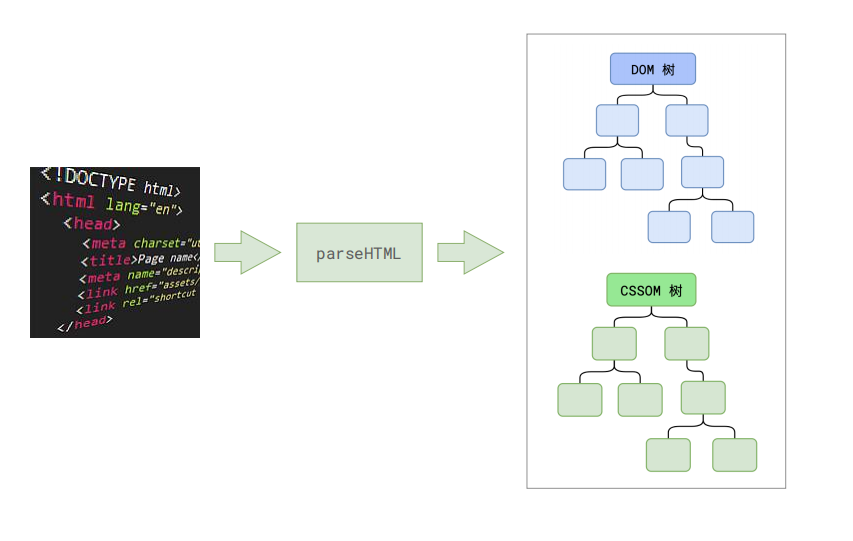 <!DOCTYPE html>
<html lang="en">
<head>
<meta charset="ut
<title>Page name</
<meta name="descri
<link href="assets/
<link rel="shortcut
</head>
parseHTML
DOM 树
CSSOM 树